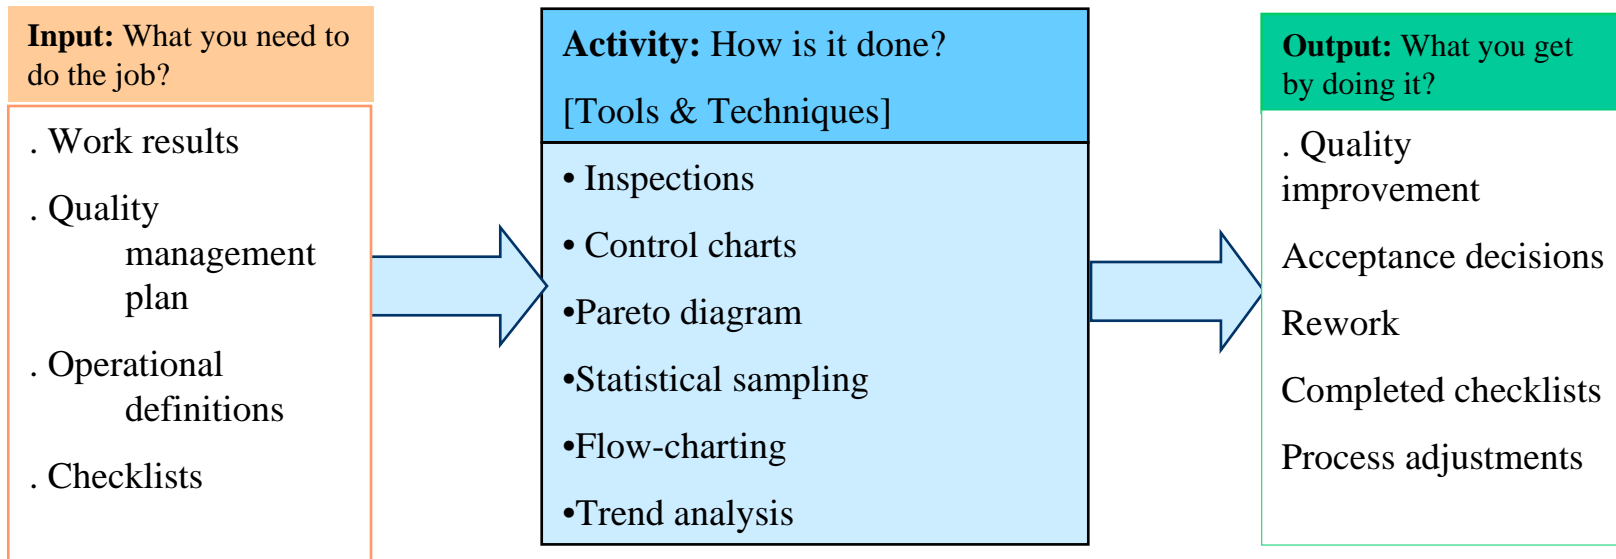 Input: What you need to
do the job?
. Work results
. Quality
management
plan
. Operational
definitions
. Checklists
Activity: How is it done?
[Tools & Techniques]
• Inspections
• Control charts
•Pareto diagram
•Statistical sampling
•Flow-charting
•Trend analysis
Output: What you get
by doing it?
. Quality
improvement
Acceptance decisions
Rework
Completed checklists
Process adjustments